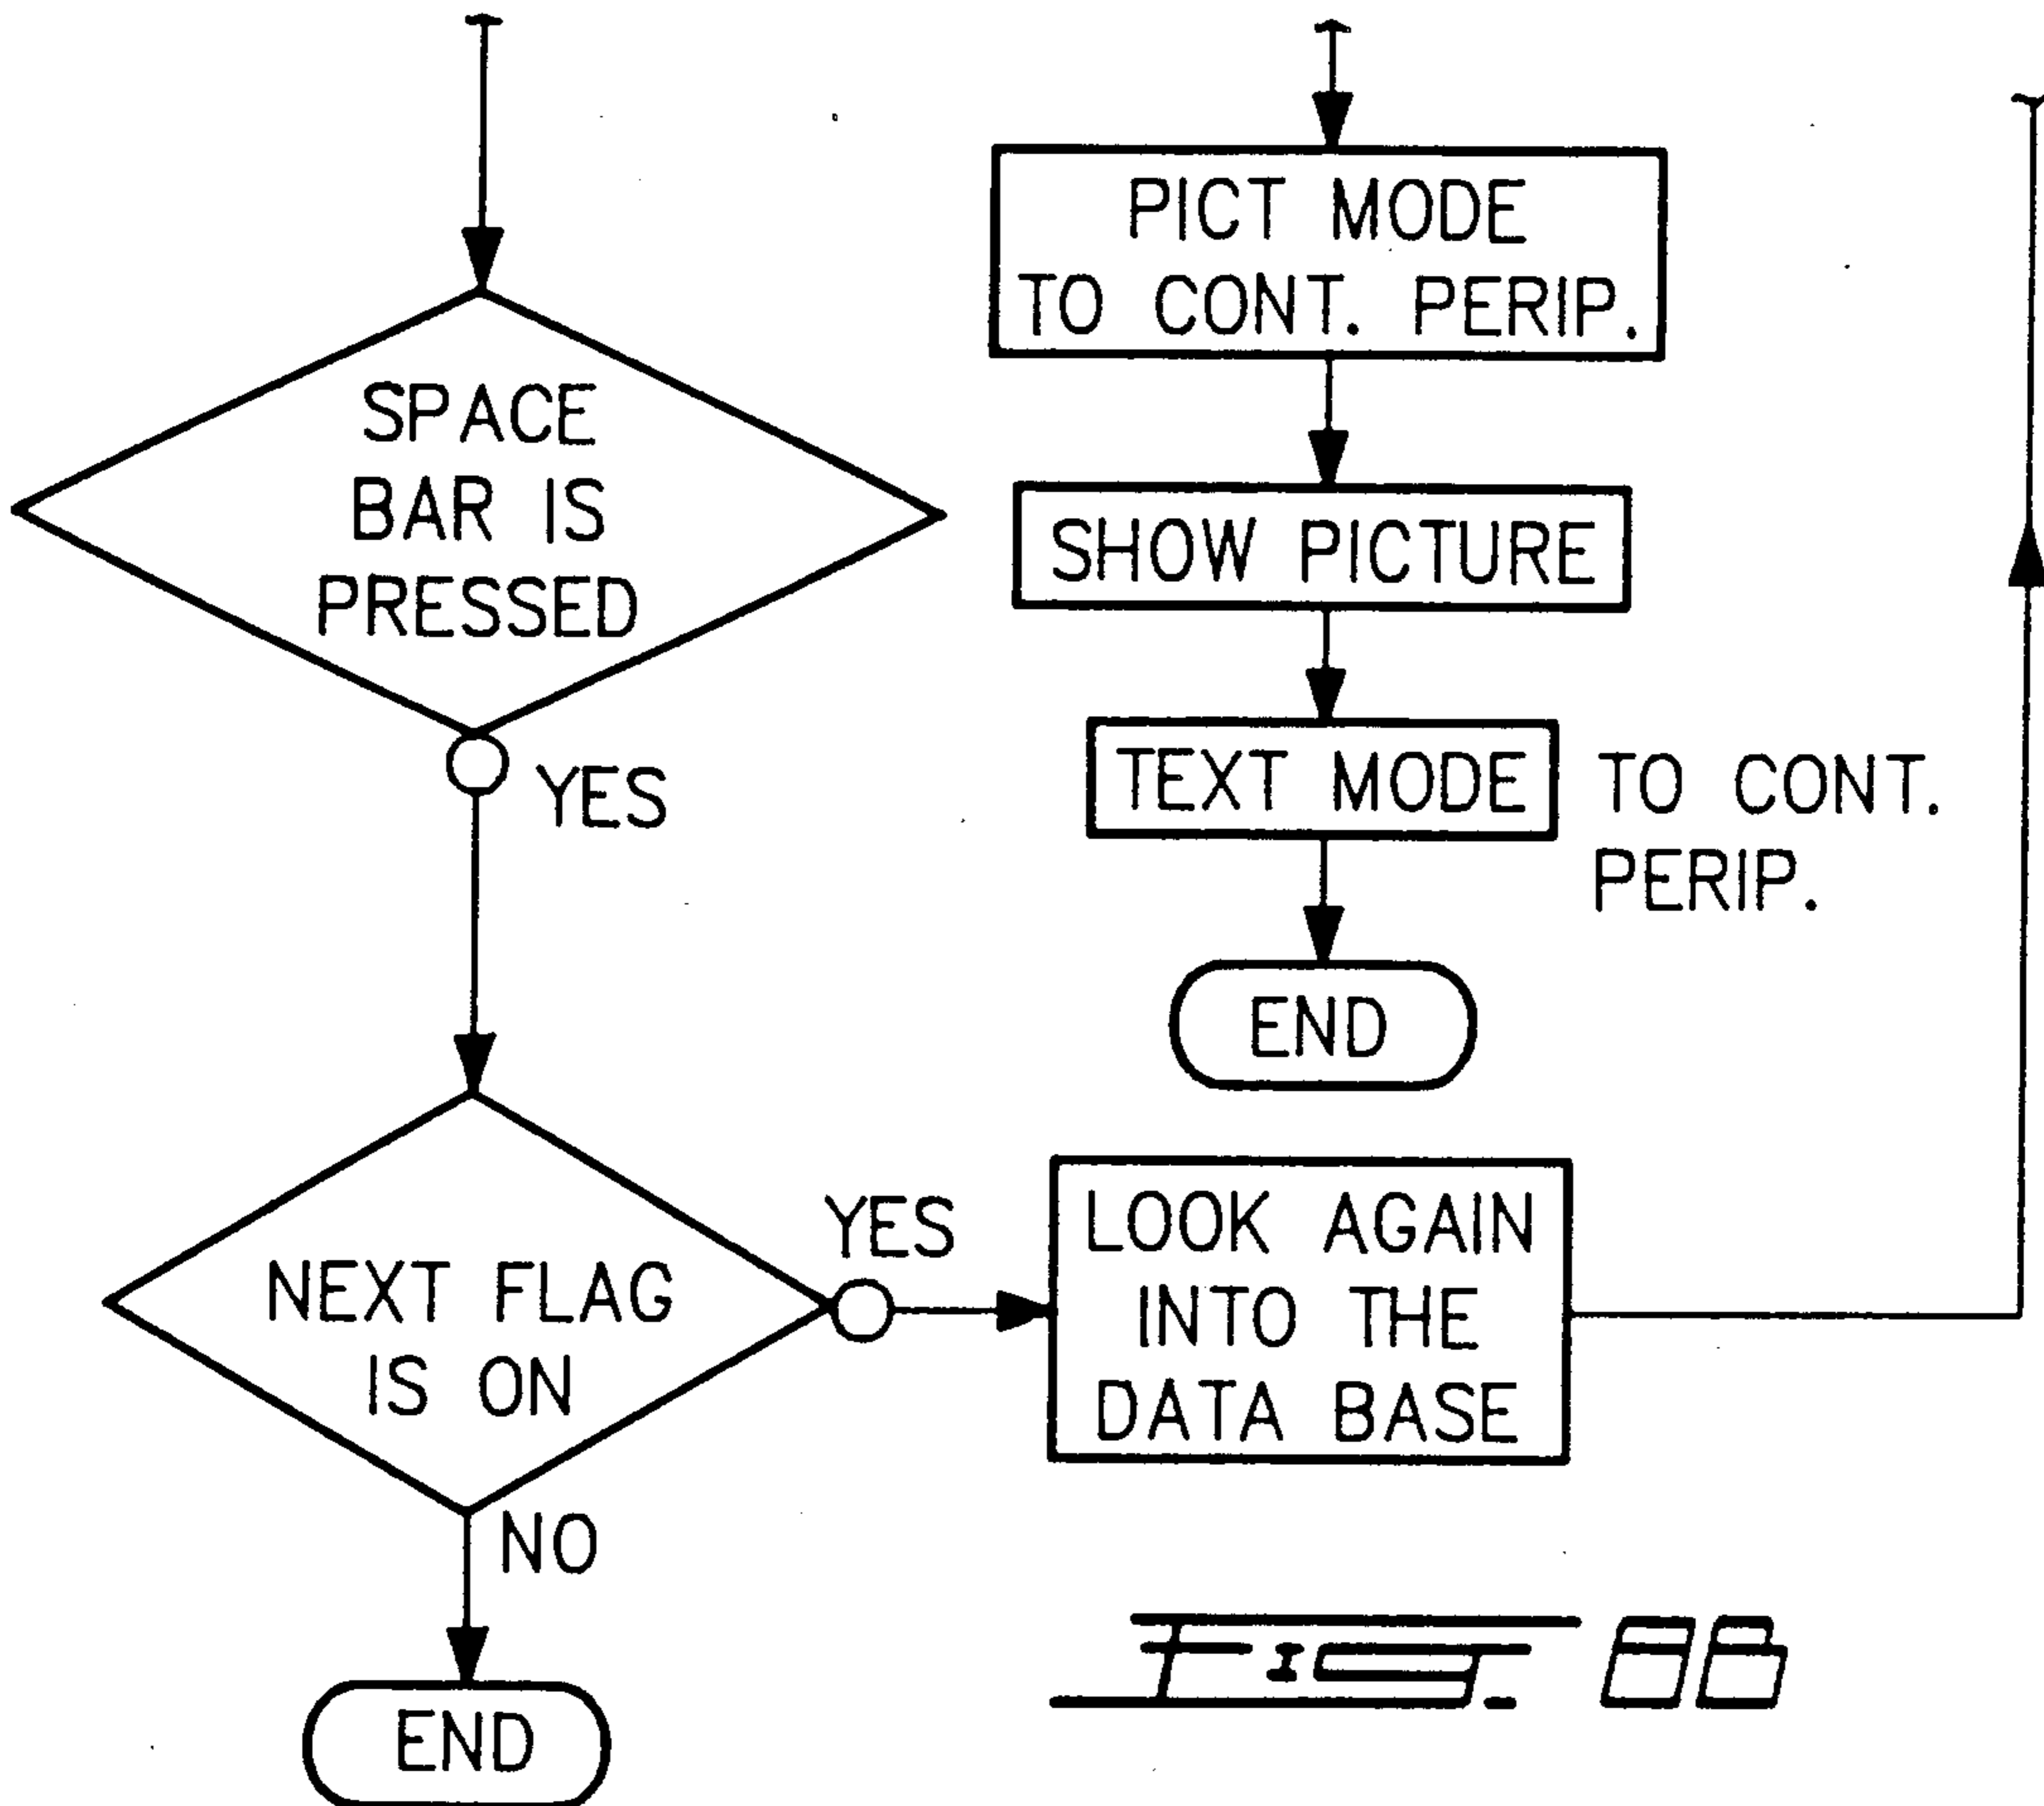 SPACE
BAR IS
PRESSED
YES
NEXT FLAG
IS ON
NO
END
YES
LOOK AGAIN
INTO THE
DATA BASE
PICT MODE
TO CONT. PERIP.
SHOW PICTURE
TEXT MODE
TO CONT.
PERIP.
END
Fig. 8B